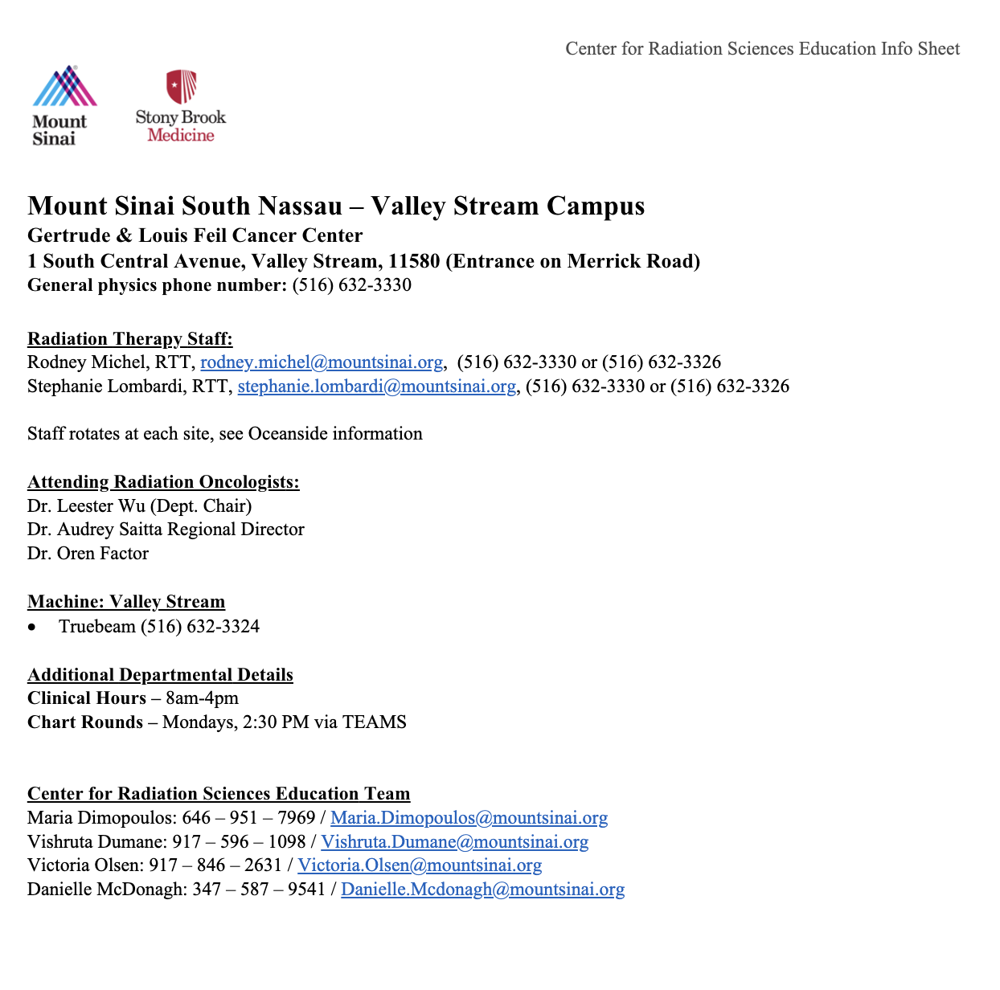 Center for Radiation Sciences Education Info Sheet
Mount
Sinai
Stony Brook
Medicine
Mount Sinai South Nassau – Valley Stream Campus
Gertrude & Louis Feil Cancer Center
1 South Central Avenue, Valley Stream, 11580 (Entrance on Merrick Road)
General physics phone number: (516) 632-3330
Radiation Therapy Staff:
Rodney Michel, RTT, rodney.michel@mountsinai.org,  (516) 632-3330 or (516) 632-3326
Stephanie Lombardi, RTT, stephanie.lombardi@mountsinai.org, (516) 632-3330 or (516) 632-3326
Staff rotates at each site, see Oceanside information
Attending Radiation Oncologists:
Dr. Leester Wu (Dept. Chair)
Dr. Audrey Saitta Regional Director
Dr. Oren Factor
Machine: Valley Stream
• Truebeam (516) 632-3324
Additional Departmental Details
Clinical Hours – 8am-4pm
Chart Rounds – Mondays, 2:30 PM via TEAMS
Center for Radiation Sciences Education Team
Maria Dimopoulos: 646 – 951 – 7969 / Maria.Dimopoulos@mountsinai.org
Vishruta Dumane: 917 – 596 – 1098 / Vishruta.Dumane@mountsinai.org
Victoria Olsen: 917 – 846 – 2631 / Victoria.Olsen@mountsinai.org
Danielle McDonagh: 347 – 587 – 9541 / Danielle.Mcdonagh@mountsinai.org